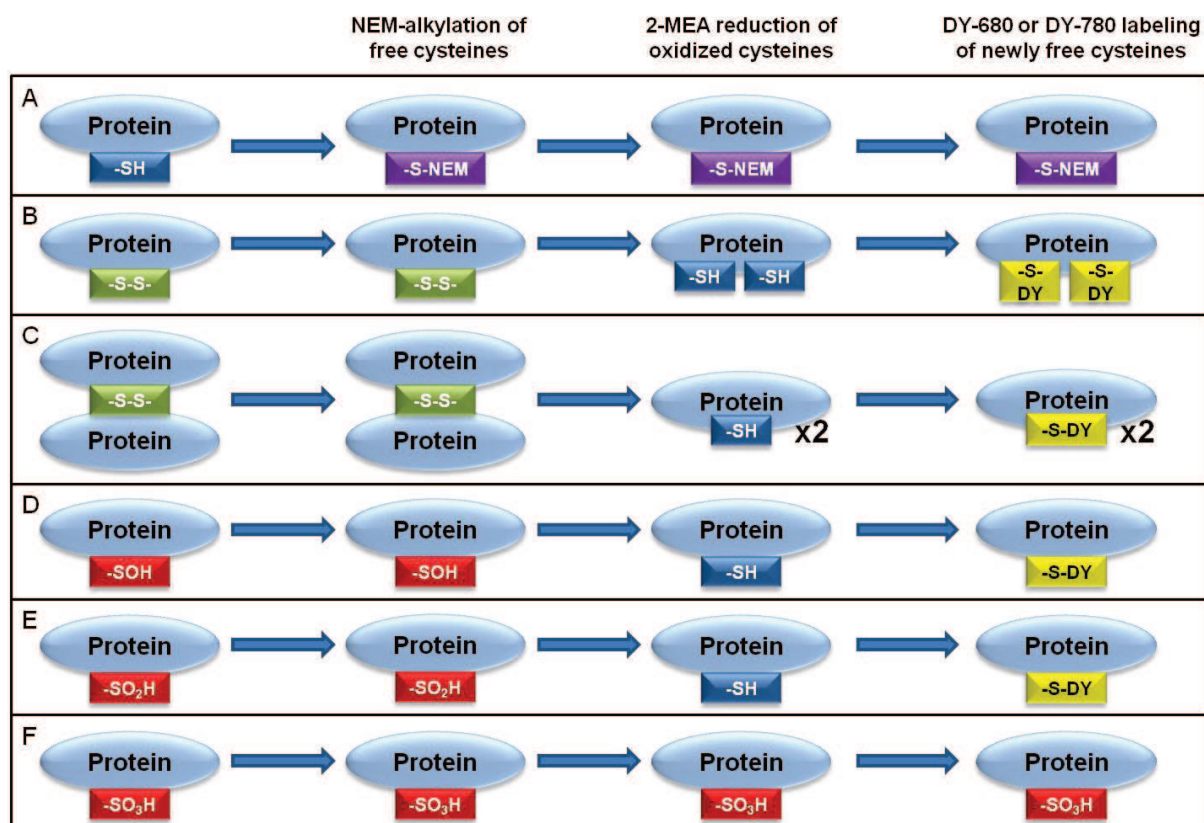 NEM-alkylation of free cysteines
2-MEA reduction of oxidized cysteines
DY-680 or DY-780 labeling of newly free cysteines
A
Protein Protein Protein Protein
-SH -S-NEM -S-NEM -S-NEM
B
Protein Protein Protein Protein
-S-S- -S-S- -SH -SH -S-DY -S-DY
C
Protein Protein
-S-S- -S-S-
Protein Protein
Protein Protein
-SH x2 -S-DY x2
D
Protein Protein Protein Protein
-SOH -SOH -SH -S-DY
E
Protein Protein Protein Protein
-SO₂H -SO₂H -SH -S-DY
F
Protein Protein Protein Protein
-SO₃H -SO₃H -SO₃H -SO₃H